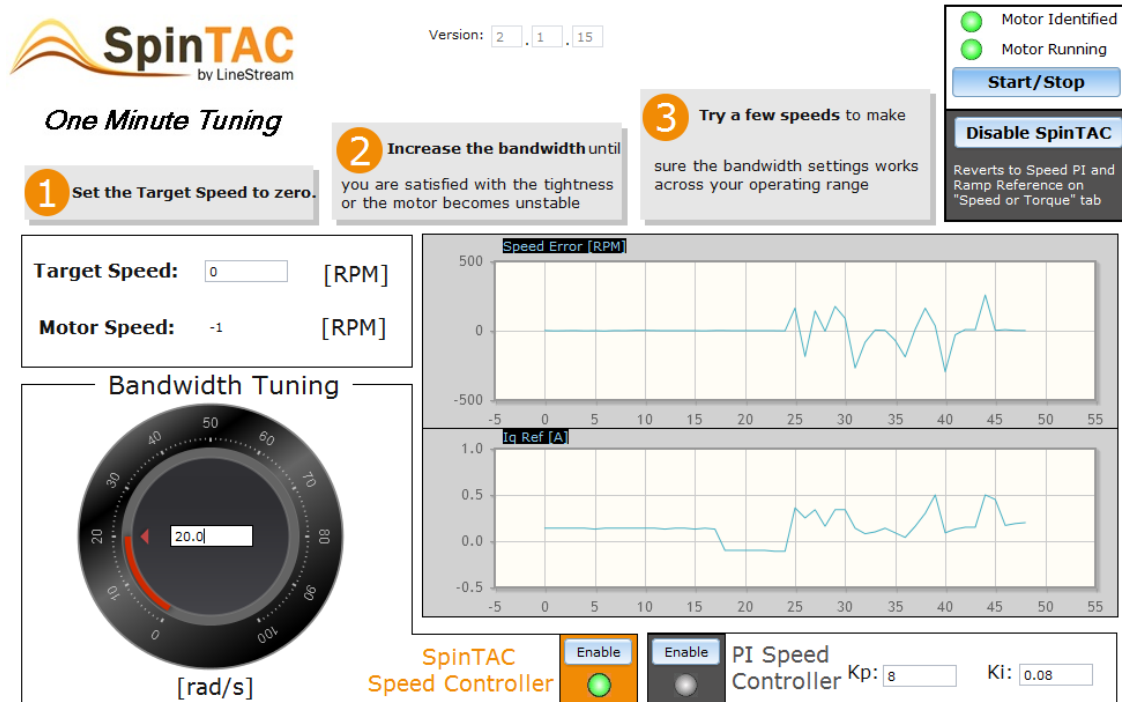 SpinTAC
by LineStream
Version: 2 . 1 . 15
Motor Identified
Motor Running
Start/Stop
Disable SpinTAC
Reverts to Speed PI and
Ramp Reference on
"Speed or Torque" tab
One Minute Tuning
1 Set the Target Speed to zero.
2 Increase the bandwidth until
you are satisfied with the tightness
or the motor becomes unstable
3 Try a few speeds to make
sure the bandwidth settings works
across your operating range
Target Speed: 0 [RPM]
Motor Speed: -1 [RPM]
Speed Error [RPM]
500
0
-500
-5 0 5 10 15 20 25 30 35 40 45 50 55
Iq Ref [A]
1.0
0.5
0.0
-0.5
-5 0 5 10 15 20 25 30 35 40 45 50 55
Bandwidth Tuning
0 10 20 30 40 50 60 70 80 90 100
20.0
[rad/s]
SpinTAC
Speed Controller
Enable
Enable
PI Speed
Controller
Kp: 8
Ki: 0.08